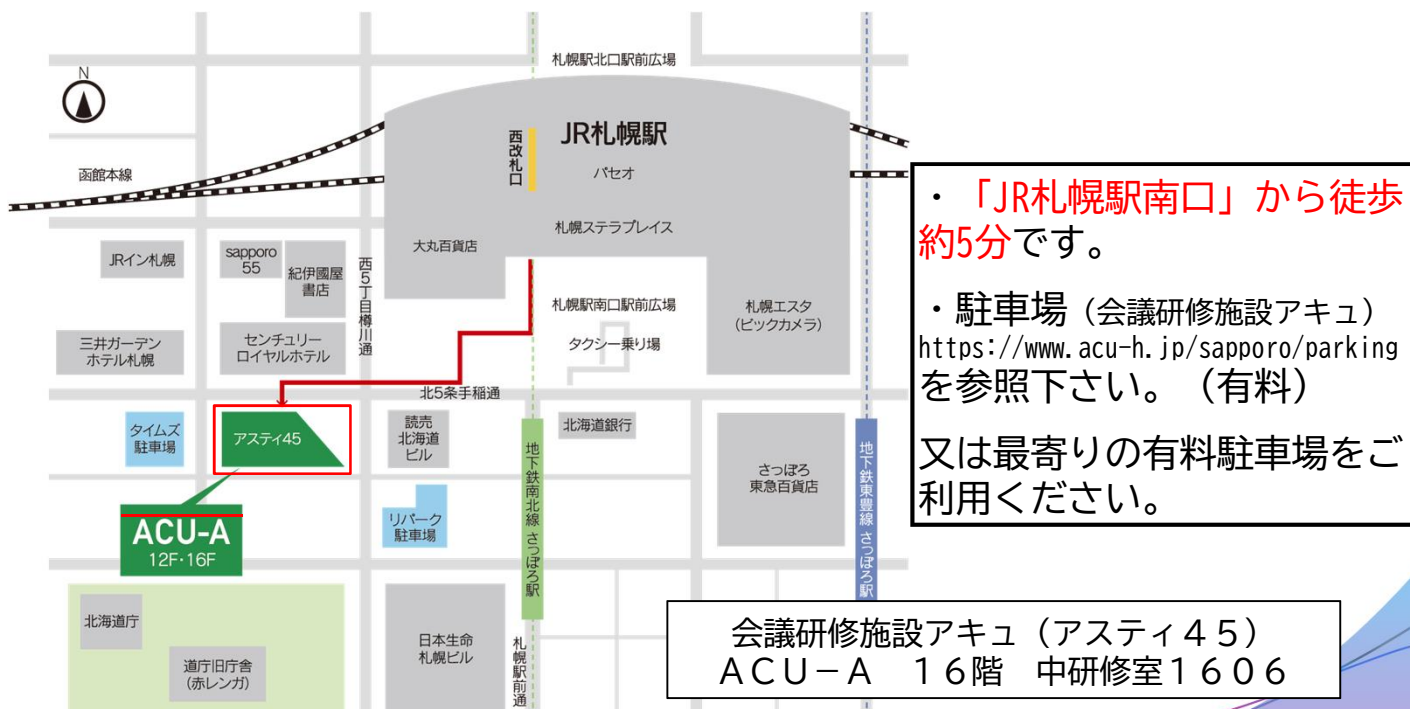 札幌駅北口駅前広場
N
JR札幌駅
西改札口
パセオ
函館本線
札幌ステラプレイス
大丸百貨店
JRイン札幌
sapporo
55
紀伊國屋
書店
西5丁目樽川通
札幌駅南口駅前広場
札幌エスタ
(ビックカメラ)
タクシー乗り場
三井ガーデン
ホテル札幌
センチュリー
ロイヤルホテル
北5条手稲通
タイムズ
駐車場
アスティ45
読売
北海道
ビル
北海道銀行
地下鉄南北線 さっぽろ駅
さっぽろ
東急百貨店
地下鉄東豊線 さっぽろ駅
リパーク
駐車場
ACU-A
12F・16F
北海道庁
道庁旧庁舎
(赤レンガ)
日本生命
札幌ビル
札幌駅前通
・「JR札幌駅南口」から徒歩
約5分です。
・駐車場（会議研修施設アキュ）
https://www.acu-h.jp/sapporo/parking
を参照下さい。（有料）
又は最寄りの有料駐車場をご
利用ください。
会議研修施設アキュ（アスティ４５）
ＡＣＵ－Ａ　１６階　中研修室１６０６